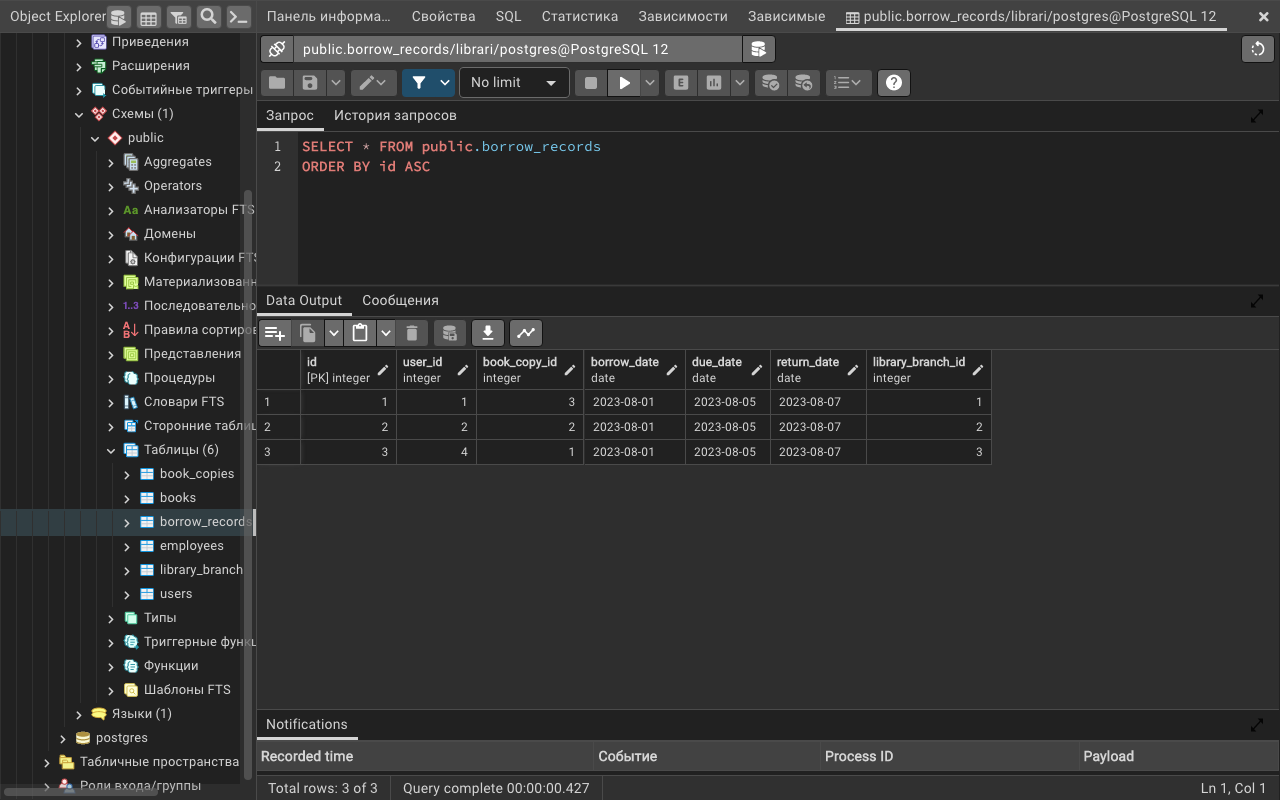 Object Explorer
Панель информа...
Свойства
SQL
Статистика
Зависимости
Зависимые
public.borrow_records/librari/postgres@PostgreSQL 12
Приведения
Расширения
Событийные триггеры
Схемы (1)
public
Aggregates
Operators
Aa Анализаторы FTS
Домены
Конфигурации FTS
Материализован
1..3 Последовательно
Правила сортиров
Представления
Процедуры
Словари FTS
Сторонние таблиц
Таблицы (6)
book_copies
books
borrow_records
employees
library_branch
users
Типы
Триггерные функц
Функции
Шаблоны FTS
Языки (1)
postgres
Табличные пространства
Роли входа/группы
public.borrow_records/librari/postgres@PostgreSQL 12
No limit
E
Запрос История запросов
1 SELECT * FROM public.borrow_records
2 ORDER BY id ASC
Data Output Сообщения
id user_id book_copy_id borrow_date due_date return_date library_branch_id
[PK] integer integer integer date date date integer
1 1 1 3 2023-08-01 2023-08-05 2023-08-07 1
2 2 2 2 2023-08-01 2023-08-05 2023-08-07 2
3 3 4 1 2023-08-01 2023-08-05 2023-08-07 3
Notifications
Recorded time Событие Process ID Payload
Total rows: 3 of 3 Query complete 00:00:00.427 Ln 1, Col 1